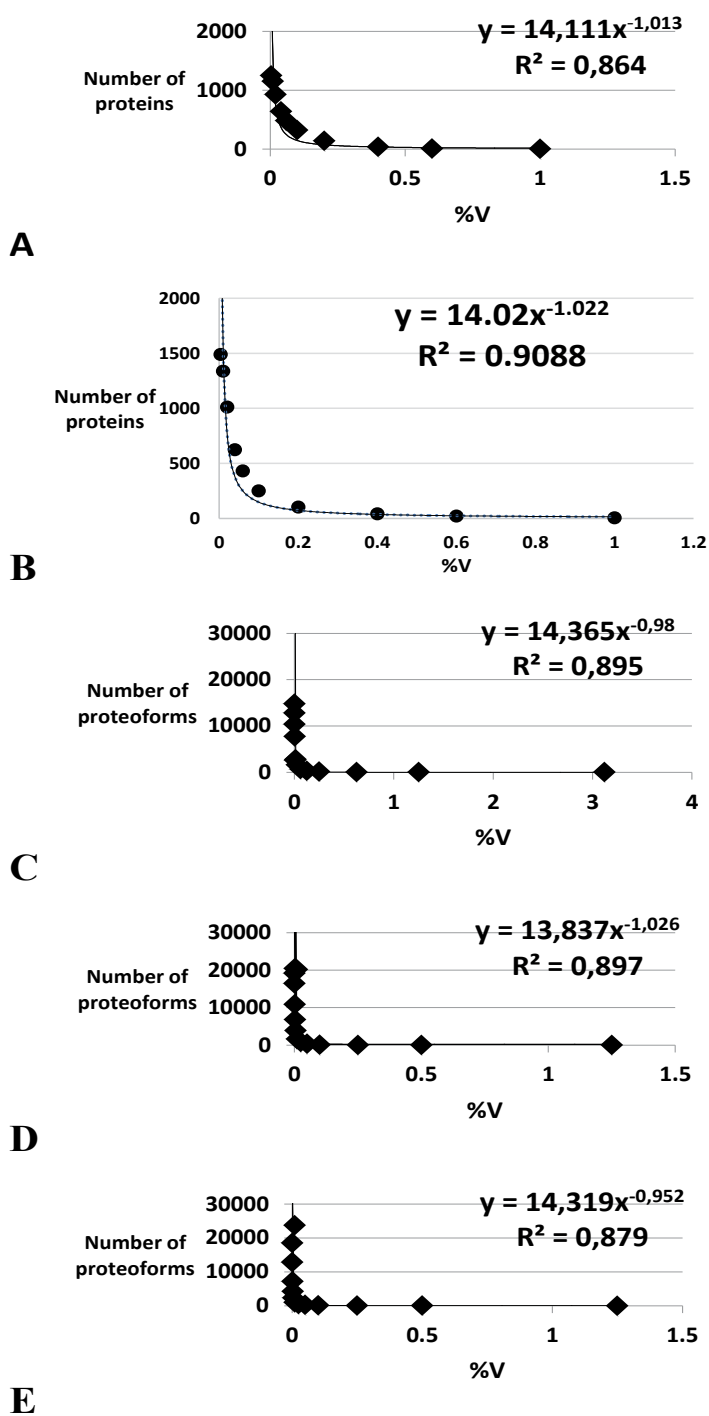 y = 14,111x^-1,013
R² = 0,864
Number of
proteins
2000
1000
0
0 0.5 1 1.5
%V
A
y = 14.02x^-1.022
R² = 0.9088
Number of
proteins
2000
1500
1000
500
0
0 0.2 0.4 0.6 0.8 1 1.2
%V
B
y = 14,365x^-0,98
R² = 0,895
Number of
proteoforms
30000
20000
10000
0
0 1 2 3 4
%V
C
y = 13,837x^-1,026
R² = 0,897
Number of
proteoforms
30000
20000
10000
0
0 0.5 1 1.5
%V
D
y = 14,319x^-0,952
R² = 0,879
Number of
proteoforms
30000
20000
10000
0
0 0.5 1 1.5
%V
E